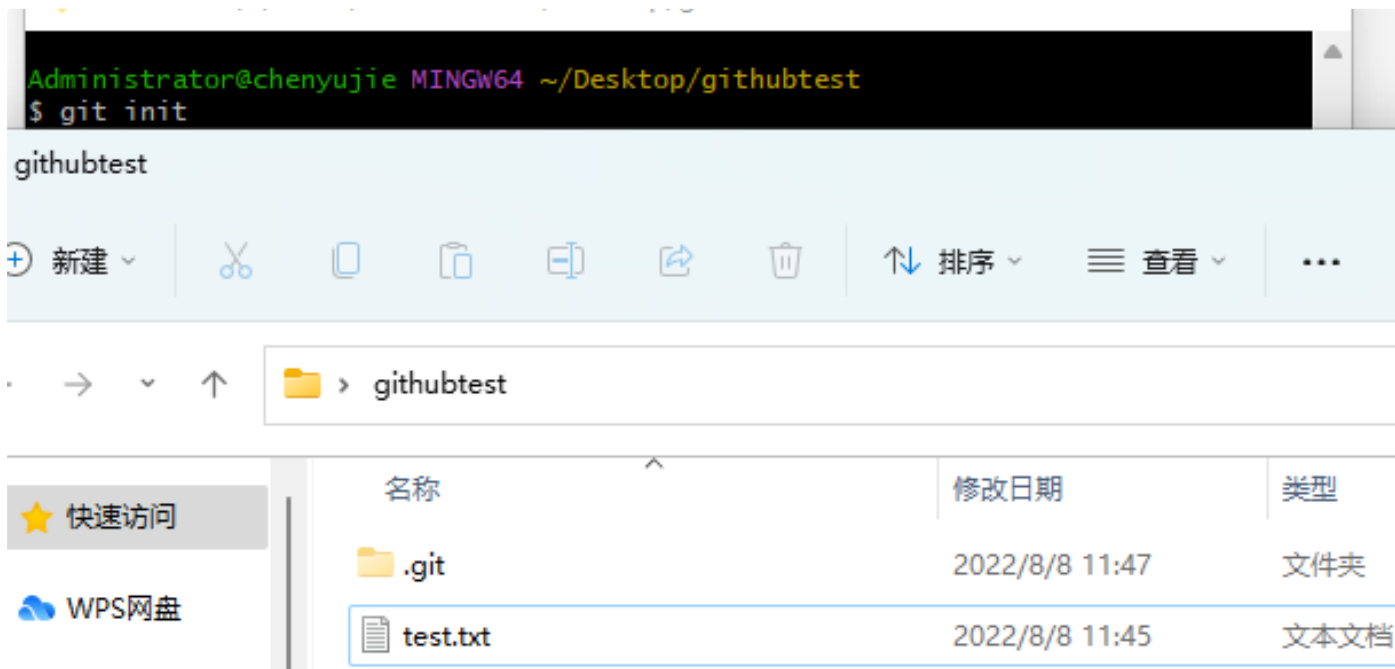 Administrator@chenyujie MINGW64 ~/Desktop/githubtest
$ git init
githubtest
新建
排序
查看
githubtest
名称 修改日期 类型
快速访问
.git 2022/8/8 11:47 文件夹
WPS网盘
test.txt 2022/8/8 11:45 文本文档